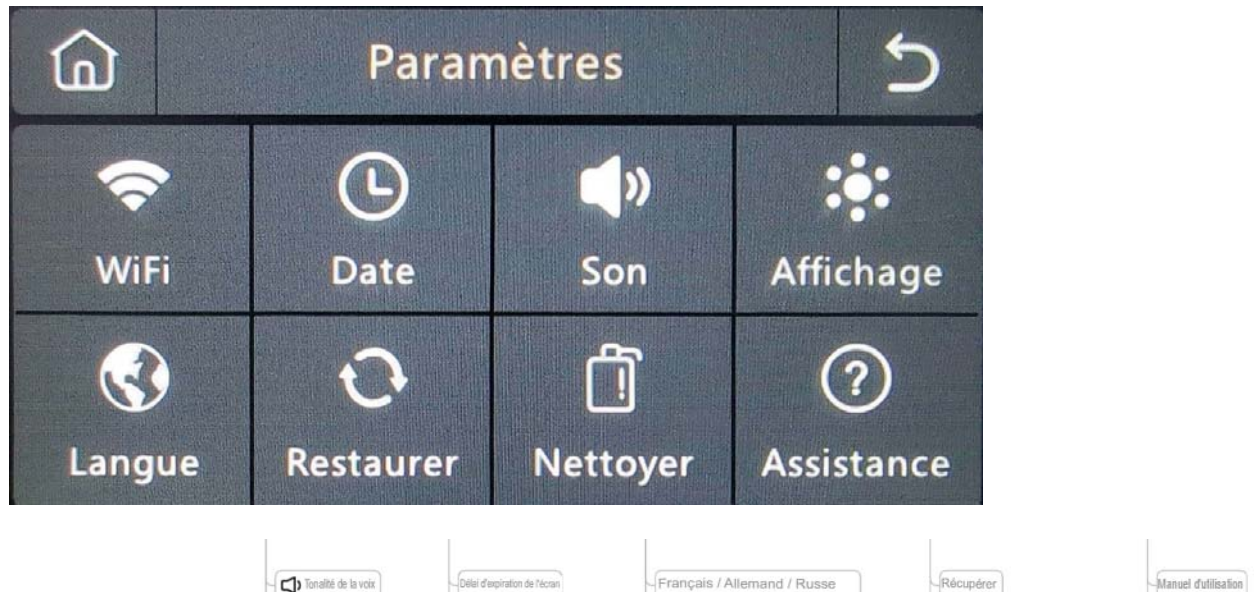 Paramètres
WiFi Date Son Affichage
Langue Restaurer Nettoyer Assistance
Tonalité de la voix Délai d'expiration de l'écran Français / Allemand / Russe Récupérer Manuel d'utilisation